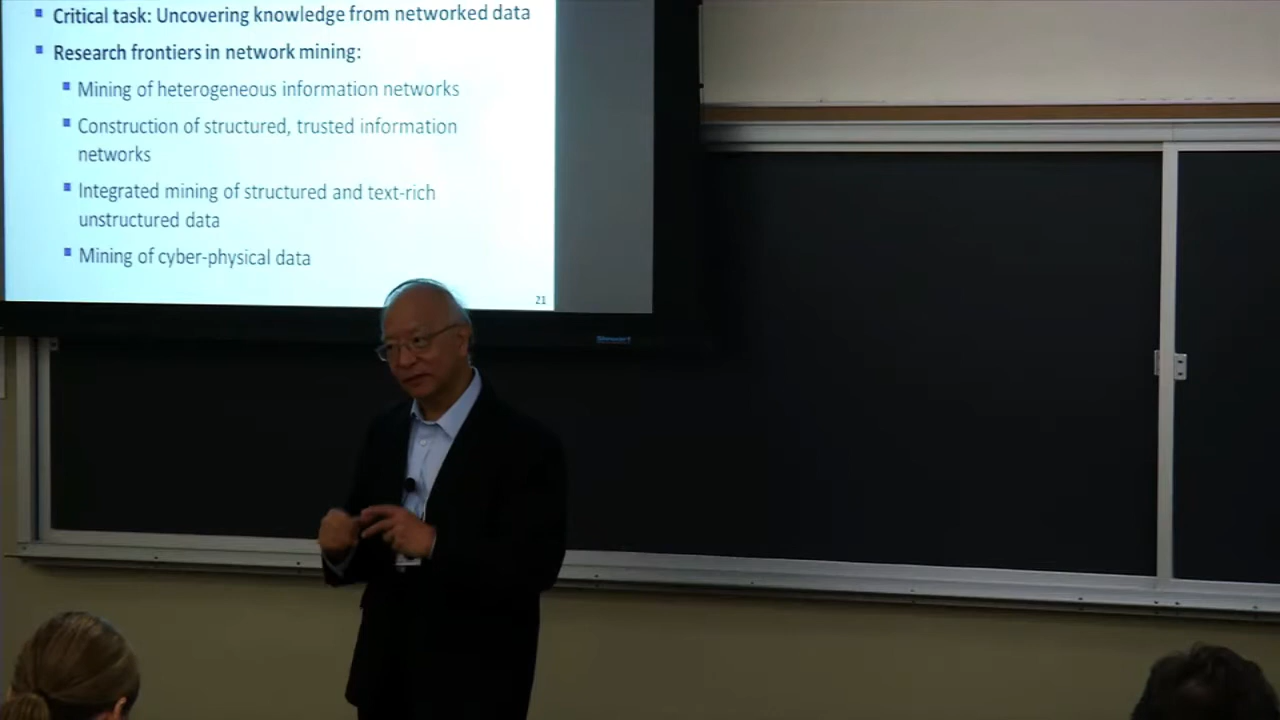 Critical task: Uncovering knowledge from networked data
Research frontiers in network mining:
Mining of heterogeneous information networks
Construction of structured, trusted information
networks
Integrated mining of structured and text-rich
unstructured data
Mining of cyber-physical data
21
Stewart